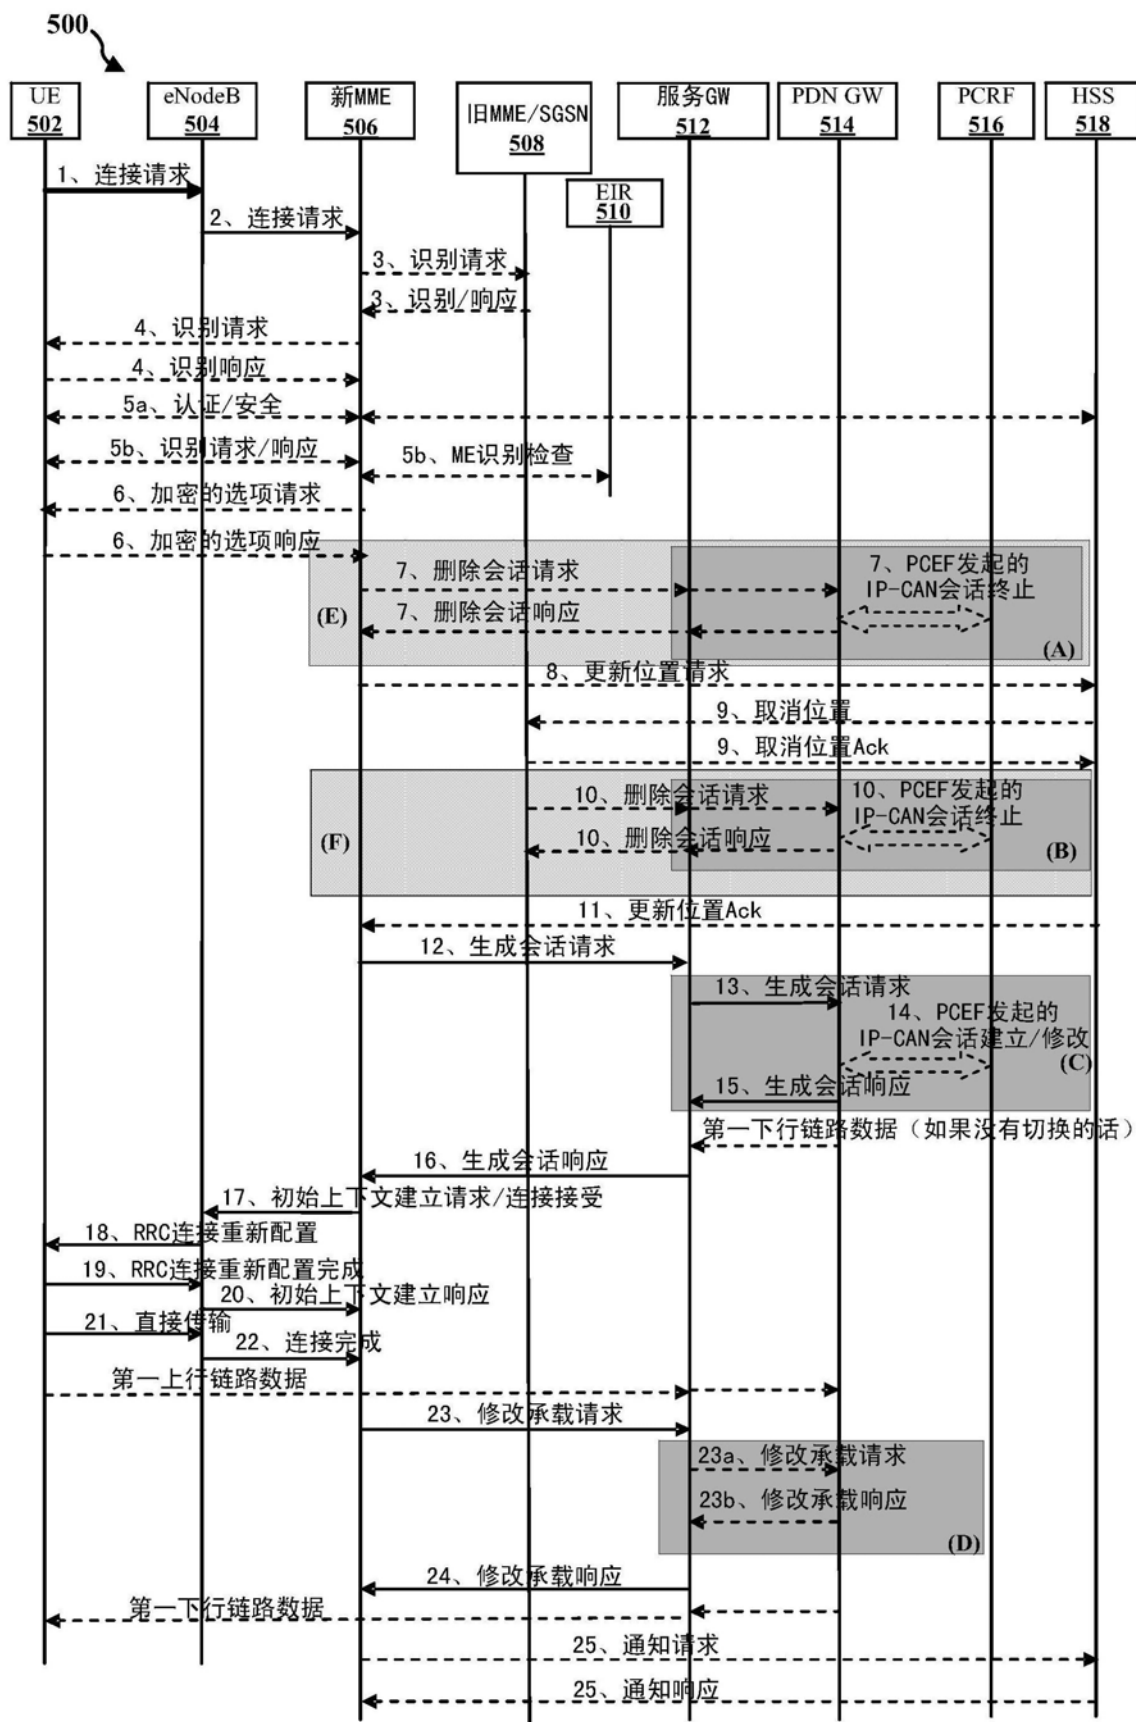 500
UE
502
eNodeB
504
新MME
506
旧MME/SGSN
508
服务GW
512
PDN GW
514
PCRF
516
HSS
518
EIR
510
1、连接请求
2、连接请求
3、识别请求
3、识别/响应
4、识别请求
4、识别响应
5a、认证/安全
5b、识别请求/响应
5b、ME识别检查
6、加密的选项请求
6、加密的选项响应
7、删除会话请求
7、PCEF发起的
IP-CAN会话终止
(E)
7、删除会话响应
(A)
8、更新位置请求
9、取消位置
9、取消位置Ack
10、删除会话请求
10、PCEF发起的
IP-CAN会话终止
(F)
10、删除会话响应
(B)
11、更新位置Ack
12、生成会话请求
13、生成会话请求
14、PCEF发起的
IP-CAN会话建立/修改
(C)
15、生成会话响应
第一下行链路数据（如果没有切换的话）
16、生成会话响应
17、初始上下文建立请求/连接接受
18、RRC连接重新配置
19、RRC连接重新配置完成
20、初始上下文建立响应
21、直接传输
22、连接完成
第一上行链路数据
23、修改承载请求
23a、修改承载请求
23b、修改承载响应
(D)
24、修改承载响应
第一下行链路数据
25、通知请求
25、通知响应